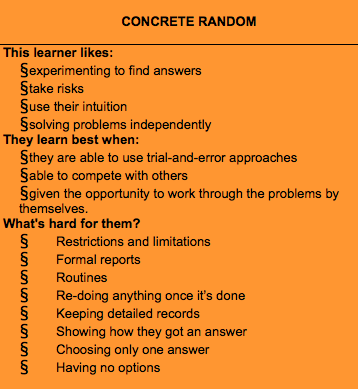 CONCRETE RANDOM
This learner likes:
§experimenting to find answers
§take risks
§use their intuition
§solving problems independently
They learn best when:
§they are able to use trial-and-error approaches
§able to compete with others
§given the opportunity to work through the problems by
themselves.
What's hard for them?
§ Restrictions and limitations
§ Formal reports
§ Routines
§ Re-doing anything once it's done
§ Keeping detailed records
§ Showing how they got an answer
§ Choosing only one answer
§ Having no options